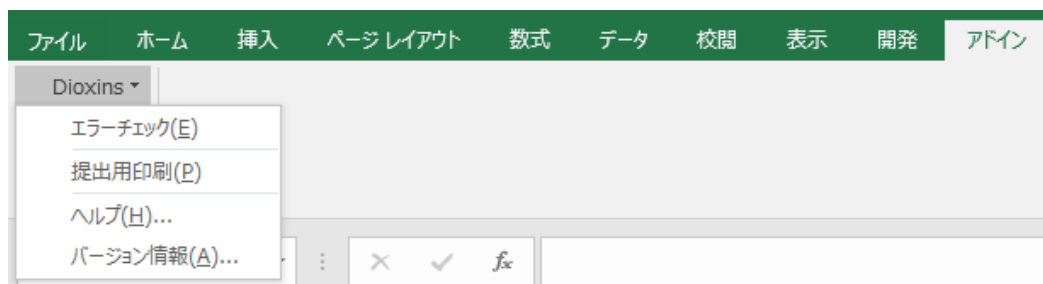 ファイル ホーム 挿入 ページ レイアウト 数式 データ 校閲 表示 開発 アドイン
Dioxins
エラーチェック(E)
提出用印刷(P)
ヘルプ(H)...
バージョン情報(A)...
fx